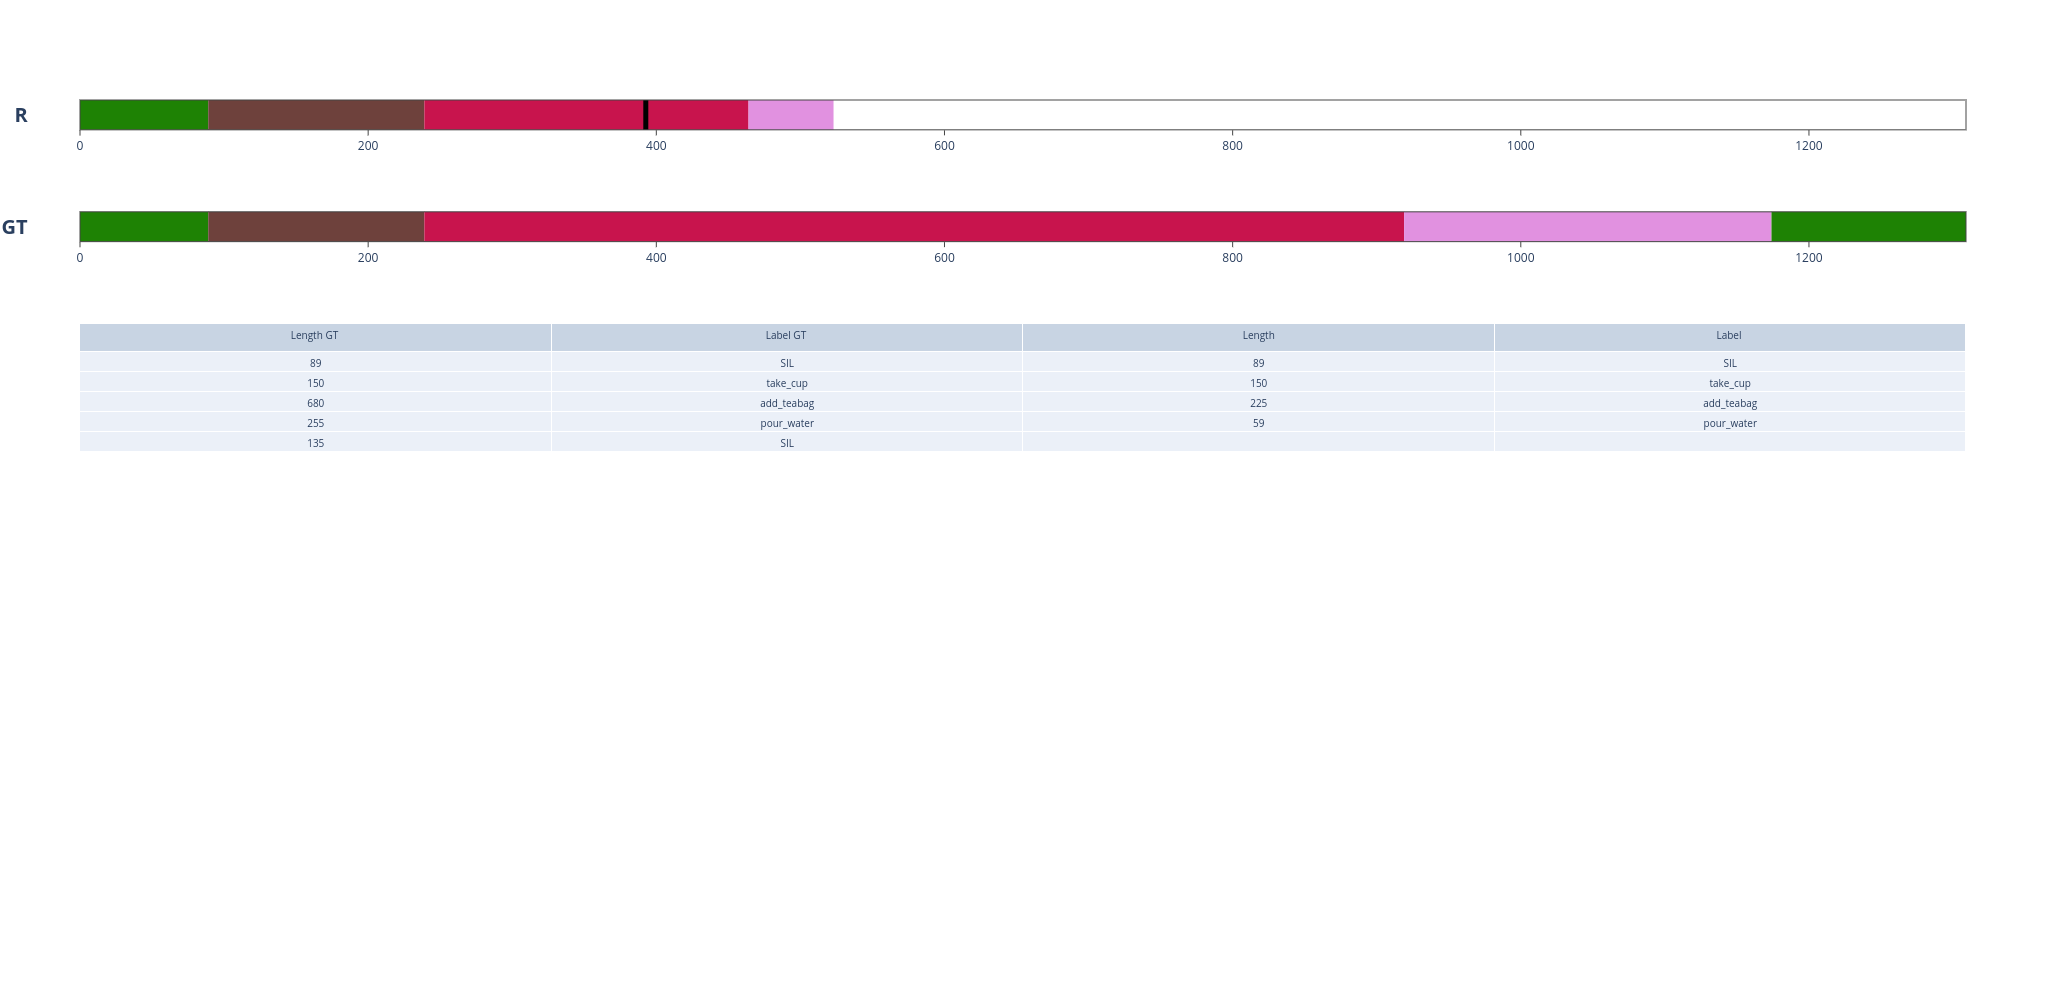 R
0 200 400 600 800 1000 1200
GT
0 200 400 600 800 1000 1200
Length GT Label GT Length Label
89 SIL 89 SIL
150 take_cup 150 take_cup
680 add_teabag 225 add_teabag
255 pour_water 59 pour_water
135 SIL